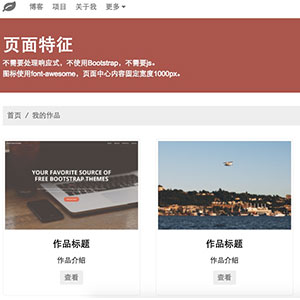 博客 项目 关于我 更多
页面特征
不需要处理响应式，不使用Bootstrap，不需要js。
图标使用font-awesome，页面中心内容固定宽度1000px。
首页 / 我的作品
YOUR FAVORITE SOURCE OF
FREE BOOTSTRAP THEMES
作品标题
作品介绍
查看
作品标题
作品介绍
查看